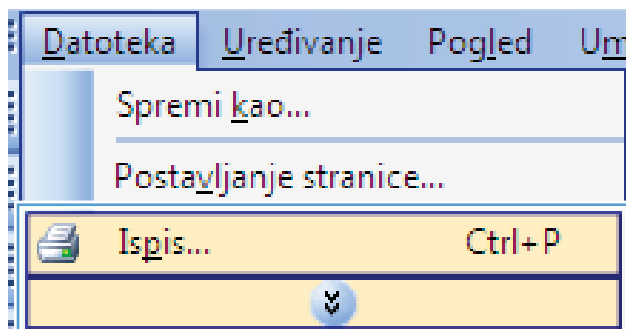 Datoteka Uređivanje Pogled Um
Spremi kao...
Postavljanje stranice...
Ispis... Ctrl+P